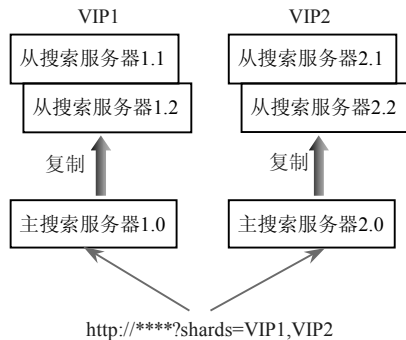 VIP1 VIP2
从搜索服务器1.1 从搜索服务器2.1
从搜索服务器1.2 从搜索服务器2.2
复制 复制
主搜索服务器1.0 主搜索服务器2.0
http://****?shards=VIP1,VIP2